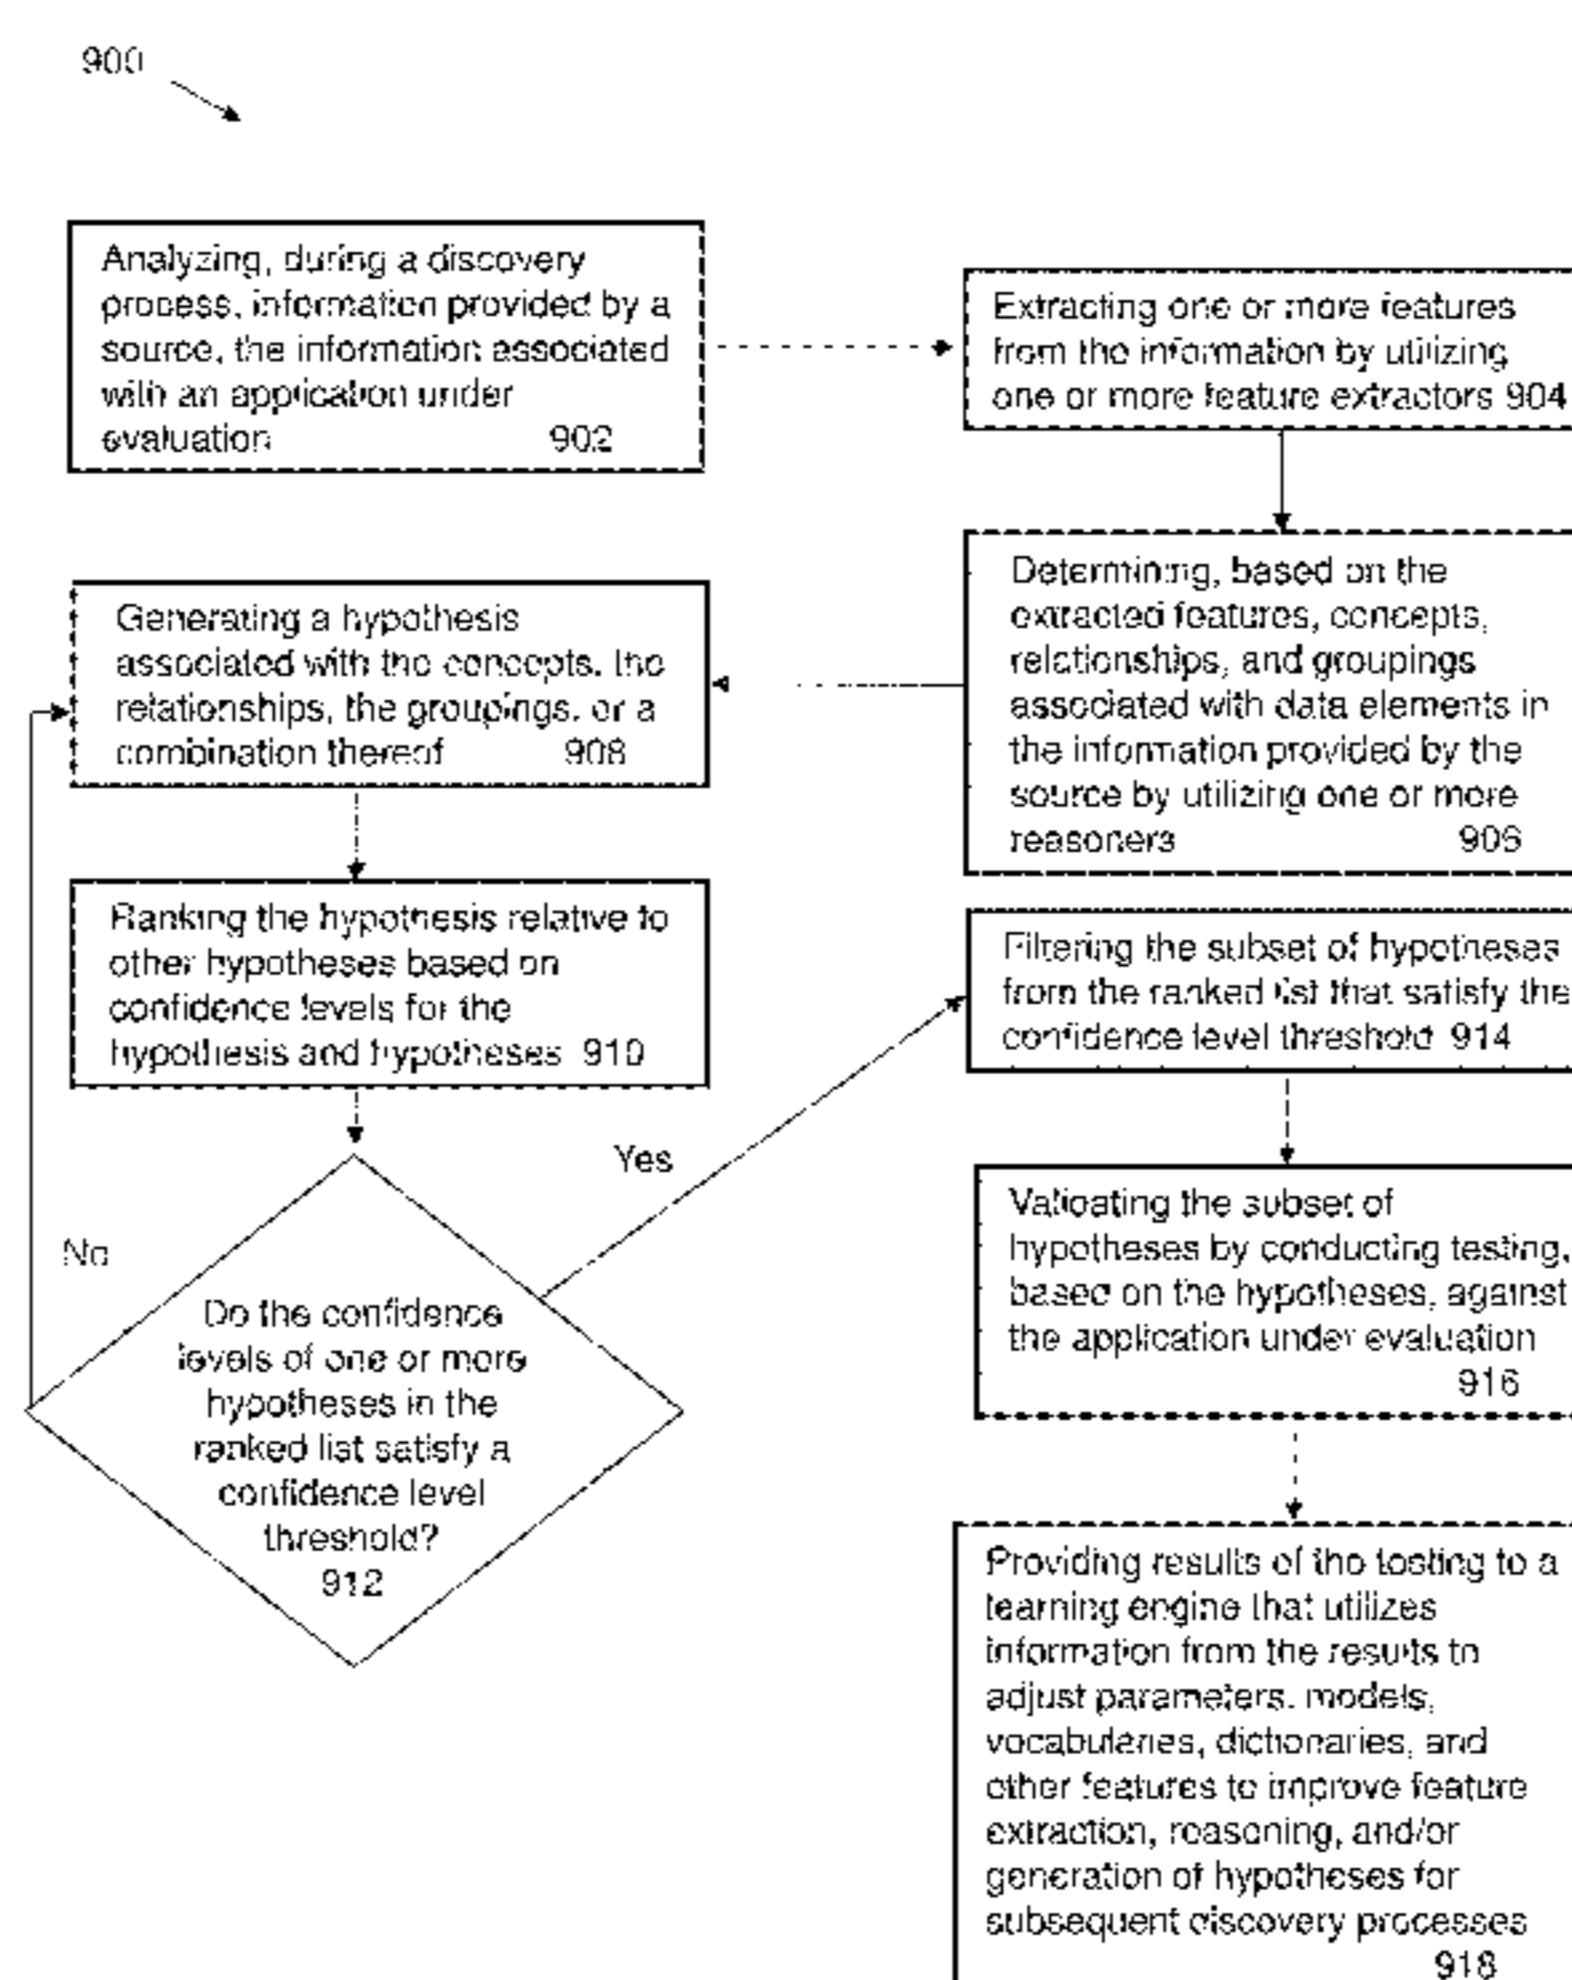 900
Analyzing, during a discovery
process, information provided by a
source, the information associated
with an application under
evaluation 902
Extracting one or more features
from the information by utilizing
one or more feature extractors 904
Determining, based on the
extracted features, concepts,
relationships, and groupings
associated with data elements in
the information provided by the
source by utilizing one or more
reasoners 906
Generating a hypothesis
associated with the concepts, the
relationships, the groupings, or a
combination thereof 908
Ranking the hypothesis relative to
other hypotheses based on
confidence levels for the
hypothesis and hypotheses 910
Do the confidence
levels of one or more
hypotheses in the
ranked list satisfy a
confidence level
threshold?
912
No
Yes
Filtering the subset of hypotheses
from the ranked list that satisfy the
confidence level threshold 914
Validating the subset of
hypotheses by conducting testing,
based on the hypotheses, against
the application under evaluation
916
Providing results of the testing to a
learning engine that utilizes
information from the results to
adjust parameters, models,
vocabularies, dictionaries, and
other features to improve feature
extraction, reasoning, and/or
generation of hypotheses for
subsequent discovery processes
918